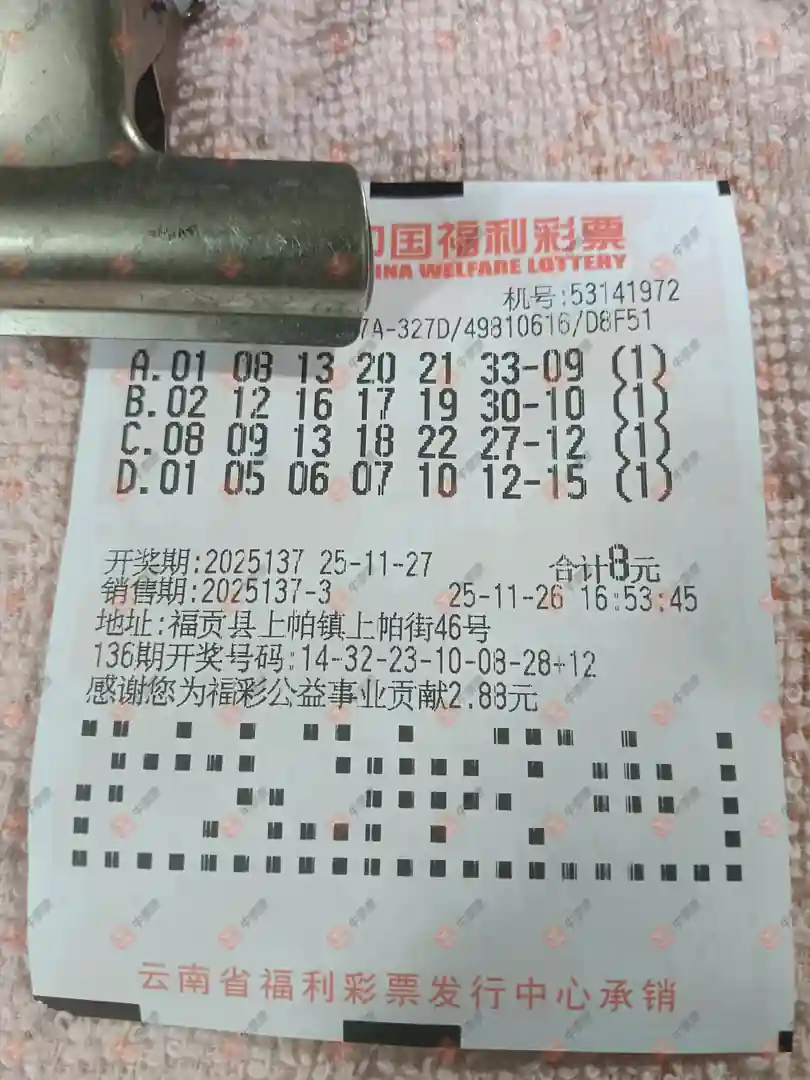 中国福利彩票
INA WELFARE LOTTERY
机号:53141972
7A-327D/49810616/D8F51
A.01 08 13 20 21 33-09 (1)
B.02 12 16 17 19 30-10 (1)
C.08 09 13 18 22 27-12 (1)
D.01 05 06 07 10 12-15 (1)
开奖期:2025137 25-11-27 合计8元
销售期:2025137-3 25-11-26 16:53:45
地址:福贡县上帕镇上帕街46号
136期开奖号码:14-32-23-10-08-28+12
感谢您为福彩公益事业贡献2.88元
云南省福利彩票发行中心承销